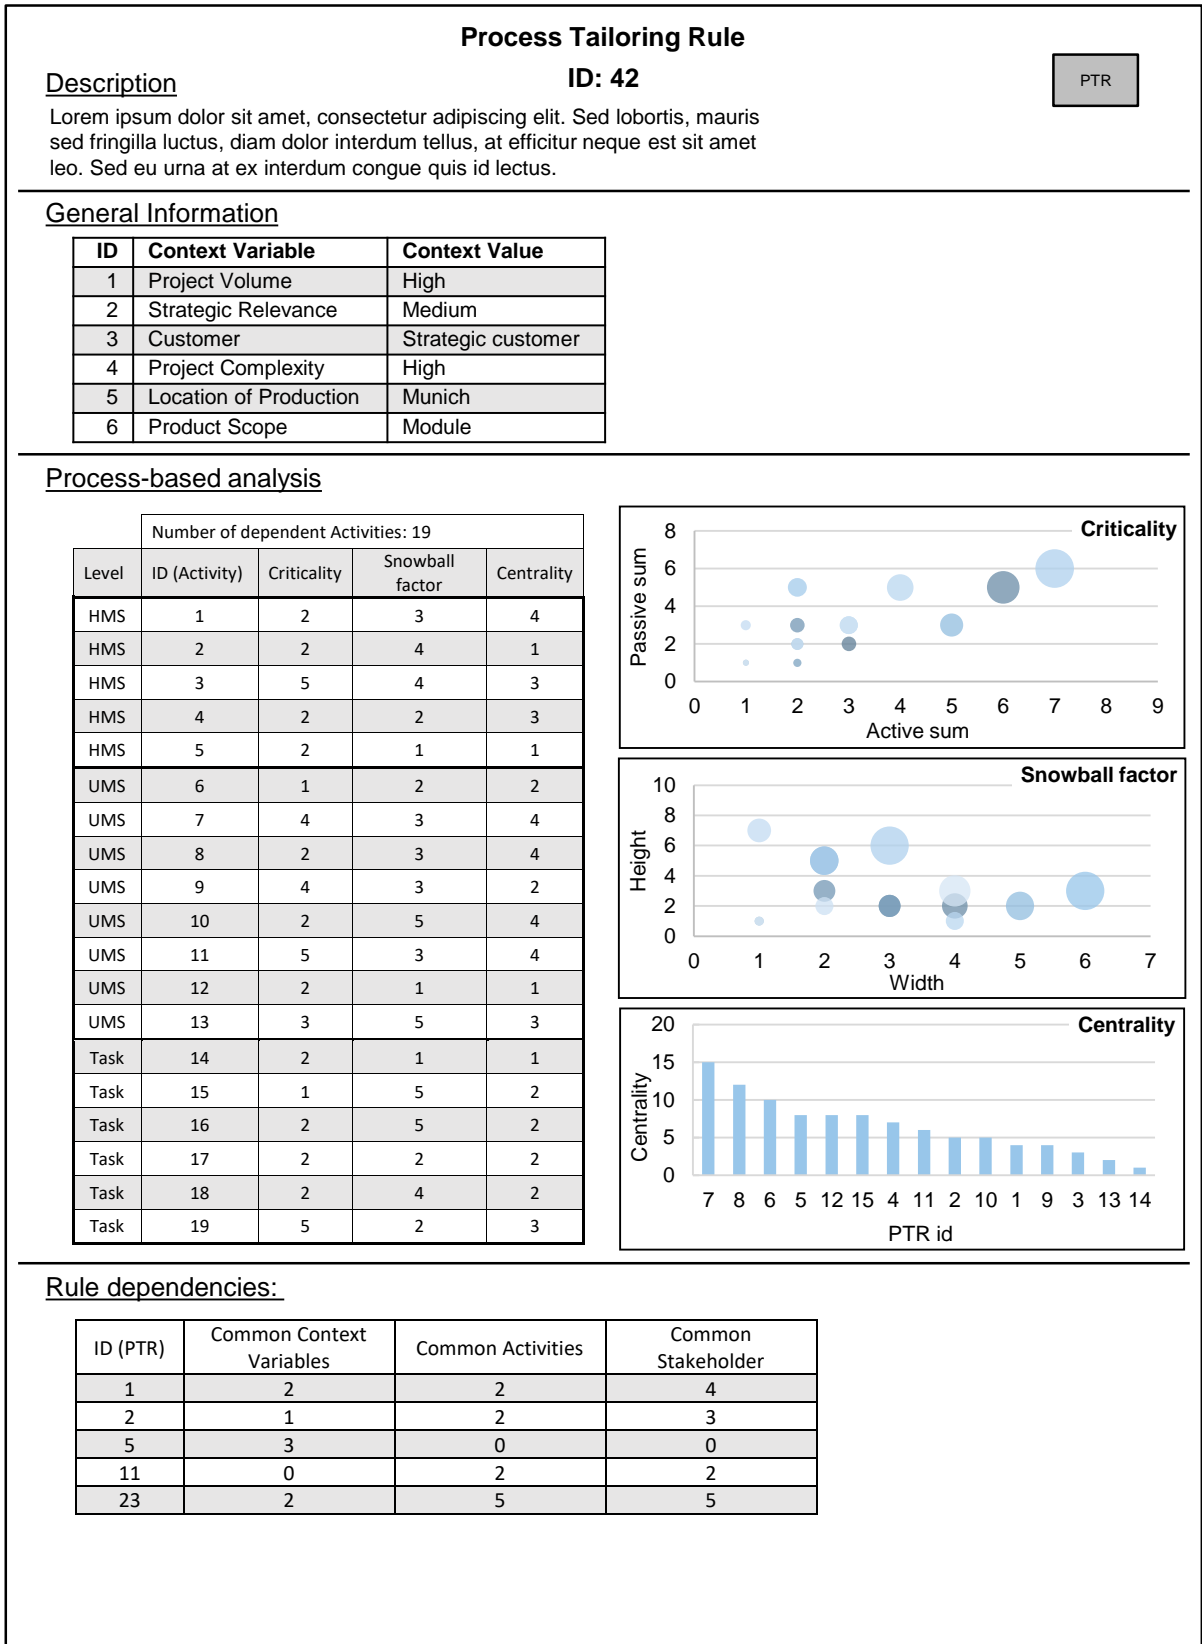 Process Tailoring Rule
ID: 42
PTR
Description
Lorem ipsum dolor sit amet, consectetur adipiscing elit. Sed lobortis, mauris
sed fringilla luctus, diam dolor interdum tellus, at efficitur neque est sit amet
leo. Sed eu urna at ex interdum congue quis id lectus.
General Information
ID Context Variable Context Value
1 Project Volume High
2 Strategic Relevance Medium
3 Customer Strategic customer
4 Project Complexity High
5 Location of Production Munich
6 Product Scope Module
Process-based analysis
Number of dependent Activities: 19
Level ID (Activity) Criticality Snowball factor Centrality
HMS 1 2 3 4
HMS 2 2 4 1
HMS 3 5 4 3
HMS 4 2 2 3
HMS 5 2 1 1
UMS 6 1 2 2
UMS 7 4 3 4
UMS 8 2 3 4
UMS 9 4 3 2
UMS 10 2 5 4
UMS 11 5 3 4
UMS 12 2 1 1
UMS 13 3 5 3
Task 14 2 1 1
Task 15 1 5 2
Task 16 2 5 2
Task 17 2 2 2
Task 18 2 4 2
Task 19 5 2 3
Criticality
Passive sum
8
6
4
2
0
0 1 2 3 4 5 6 7 8 9
Active sum
Snowball factor
Height
10
8
6
4
2
0
0 1 2 3 4 5 6 7
Width
Centrality
Centrality
20
15
10
5
0
7 8 6 5 12 15 4 11 2 10 1 9 3 13 14
PTR id
Rule dependencies:
ID (PTR) Common Context Variables Common Activities Common Stakeholder
1 2 2 4
2 1 2 3
5 3 0 0
11 0 2 2
23 2 5 5